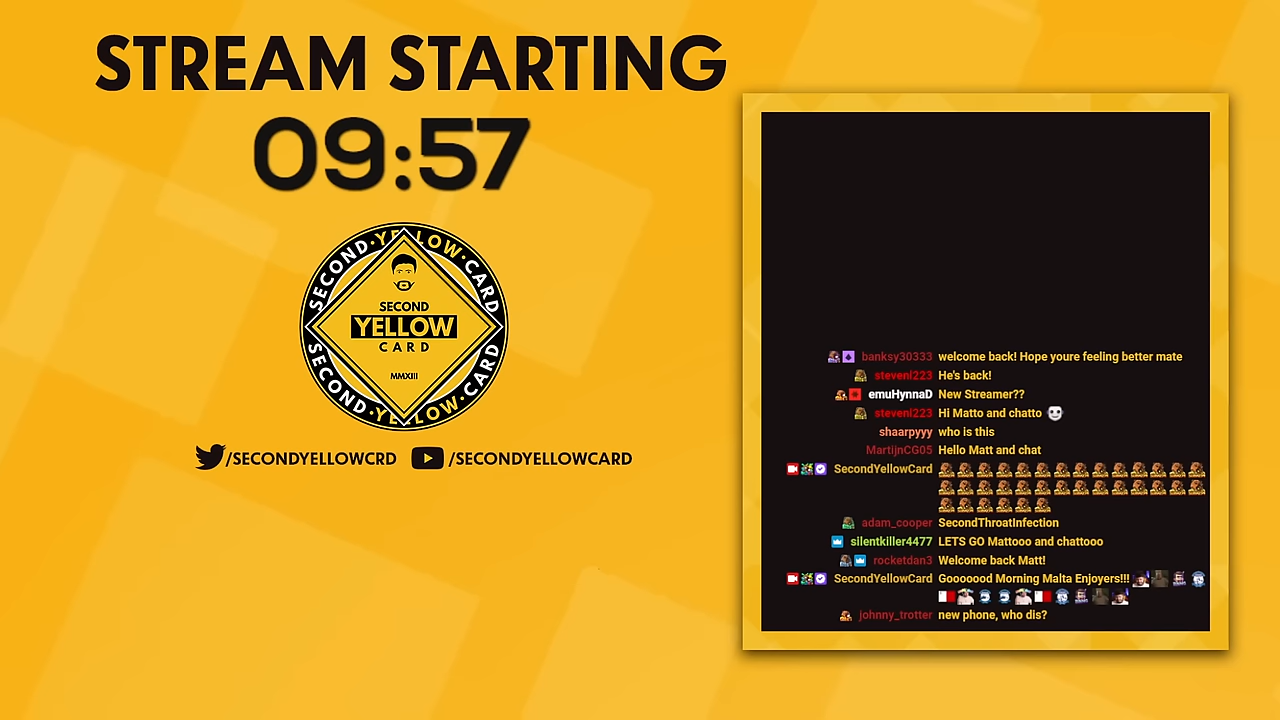 STREAM STARTING
09:57
SECOND·YELLOW·CARD
SECOND
YELLOW
CARD
MMXIII
SECOND·YELLOW·CARD
/SECONDYELLOWCRD
/SECONDYELLOWCARD
banksy30333 welcome back! Hope youre feeling better mate
stevenl223 He's back!
emuHynnaD New Streamer??
stevenl223 Hi Matto and chatto
shaarpyyy who is this
MartijnCG05 Hello Matt and chat
SecondYellowCard
adam_cooper SecondThroatInfection
silentkiller4477 LETS GO Mattooo and chattooo
rocketdan3 Welcome back Matt!
SecondYellowCard Gooooood Morning Malta Enjoyers!!!
johnny_trotter new phone, who dis?